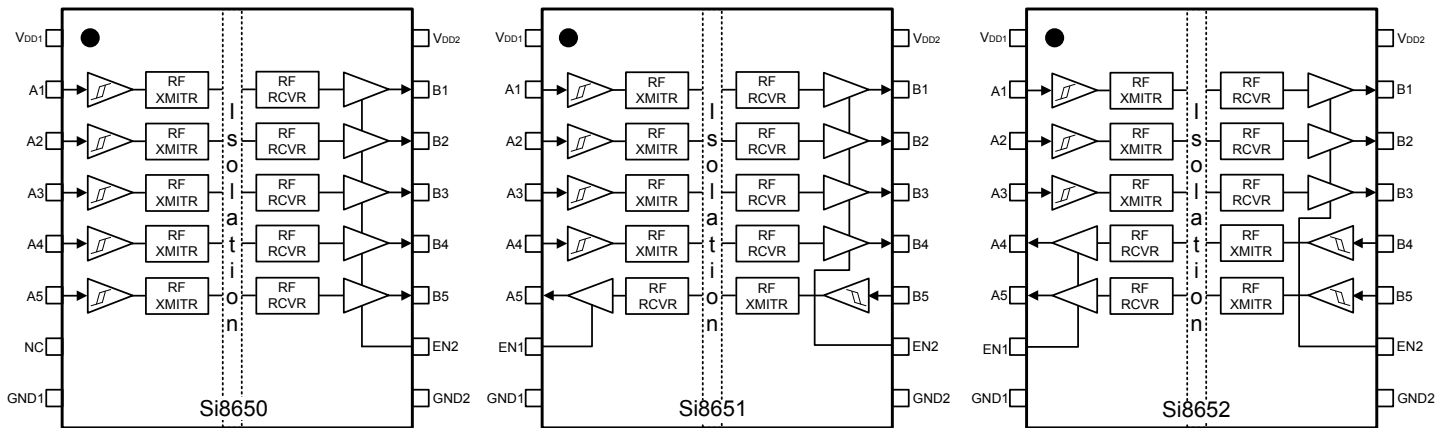 VDD1
VDD2
A1
RF
XMITR
RF
RCVR
B1
A2
RF
XMITR
RF
RCVR
B2
A3
RF
XMITR
RF
RCVR
B3
A4
RF
XMITR
RF
RCVR
B4
A5
RF
XMITR
RF
RCVR
B5
Isolation
NC
EN2
GND1
GND2
Si8650
VDD1
VDD2
A1
RF
XMITR
RF
RCVR
B1
A2
RF
XMITR
RF
RCVR
B2
A3
RF
XMITR
RF
RCVR
B3
A4
RF
XMITR
RF
RCVR
B4
A5
RF
RCVR
RF
XMITR
B5
Isolation
EN1
EN2
GND1
GND2
Si8651
VDD1
VDD2
A1
RF
XMITR
RF
RCVR
B1
A2
RF
XMITR
RF
RCVR
B2
A3
RF
XMITR
RF
RCVR
B3
A4
RF
RCVR
RF
XMITR
B4
A5
RF
RCVR
RF
XMITR
B5
Isolation
EN1
EN2
GND1
GND2
Si8652